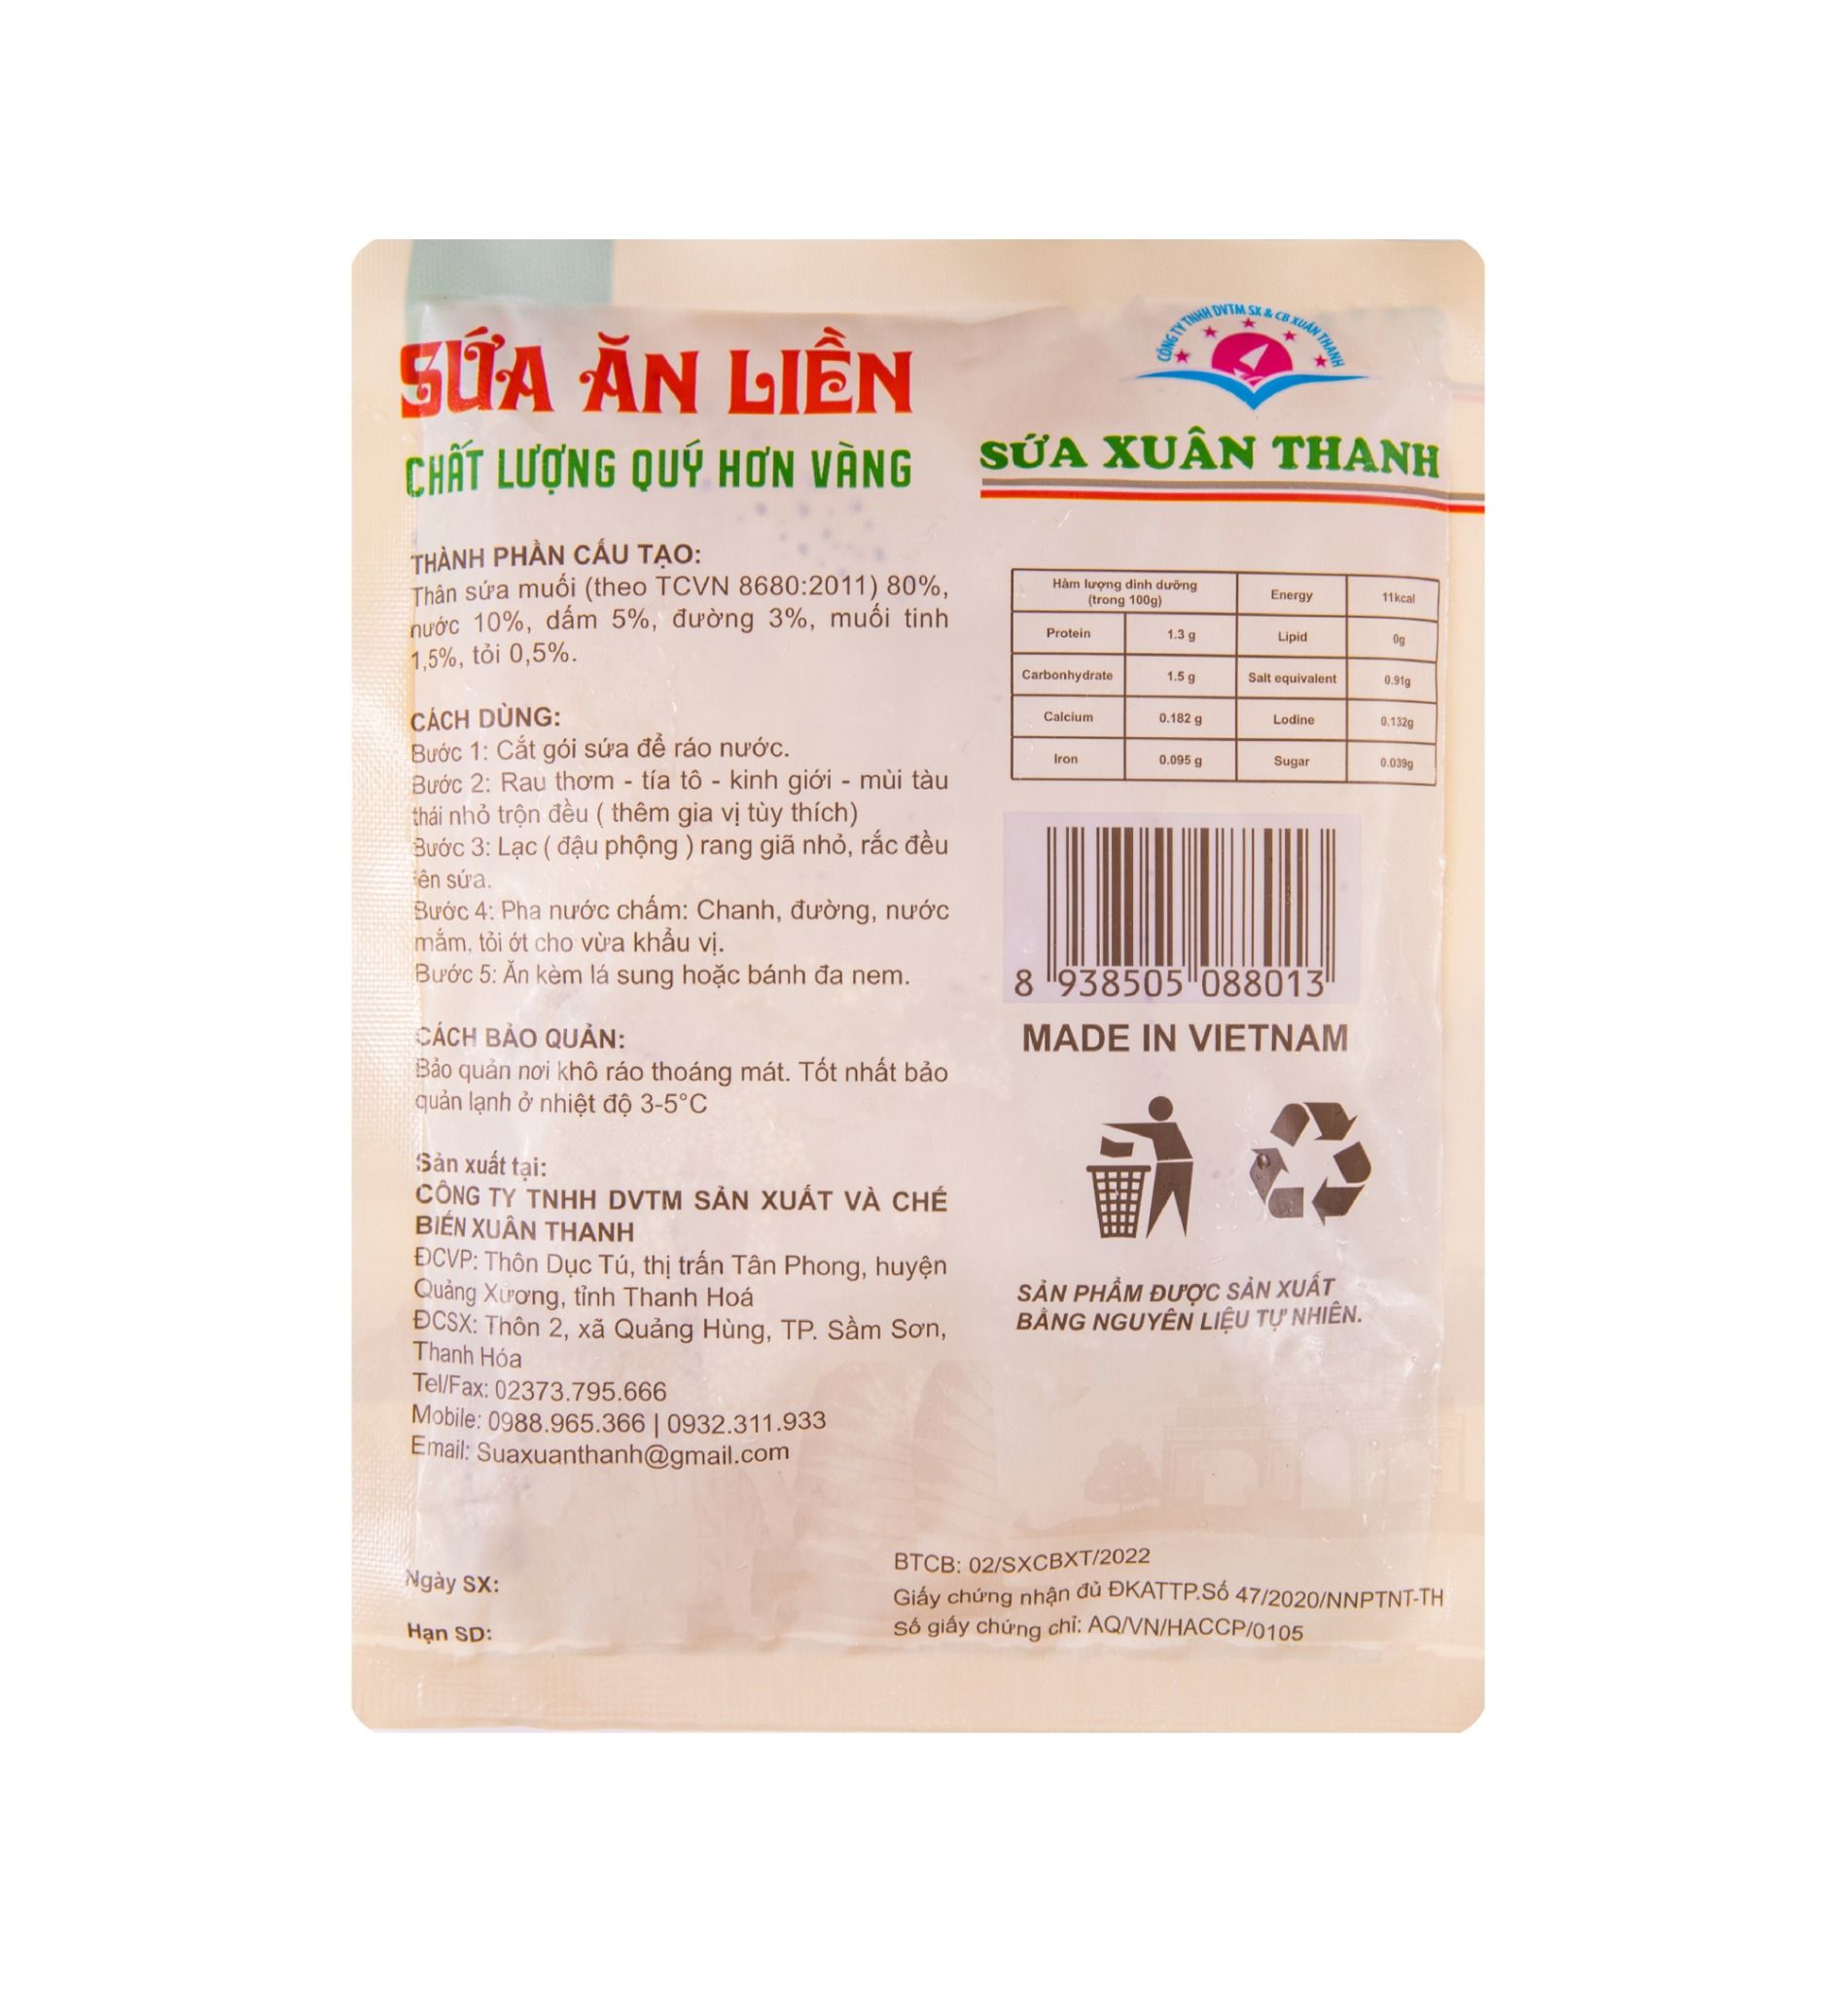 SỨA ĂN LIỀN
CHẤT LƯỢNG QUÝ HƠN VÀNG
THÀNH PHẦN CẤU TẠO:
Thân sứa muối (theo TCVN 8680:2011) 80%,
nước 10%, dấm 5%, đường 3%, muối tinh
1,5%, tỏi 0,5%.
CÁCH DÙNG:
Bước 1: Cắt gói sứa để ráo nước.
Bước 2: Rau thơm - tía tô - kinh giới - mùi tàu
thái nhỏ trộn đều ( thêm gia vị tùy thích)
Bước 3: Lạc ( đậu phộng ) rang giã nhỏ, rắc đều
lên sứa.
Bước 4: Pha nước chấm: Chanh, đường, nước
mắm, tỏi ớt cho vừa khẩu vị.
Bước 5: Ăn kèm lá sung hoặc bánh đa nem.
CÁCH BẢO QUẢN:
Bảo quản nơi khô ráo thoáng mát. Tốt nhất bảo
quản lạnh ở nhiệt độ 3-5°C
Sản xuất tại:
CÔNG TY TNHH DVTM SẢN XUẤT VÀ CHẾ
BIẾN XUÂN THANH
ĐCVP: Thôn Dục Tú, thị trấn Tân Phong, huyện
Quảng Xương, tỉnh Thanh Hoá
ĐCSX: Thôn 2, xã Quảng Hùng, TP. Sầm Sơn,
Thanh Hóa
Tel/Fax: 02373.795.666
Mobile: 0988.965.366 | 0932.311.933
Email: Suaxuanthanh@gmail.com
Ngày SX:
Hạn SD:
CÔNG TY TNHH DVTM SX & CB XUÂN THANH
SỨA XUÂN THANH
Hàm lượng dinh dưỡng
(trong 100g) Energy 11kcal
Protein 1.3 g Lipid 0g
Carbonhydrate 1.5 g Salt equivalent 0.91g
Calcium 0.182 g Lodine 0.132g
Iron 0.095 g Sugar 0.039g
8 938505 088013
MADE IN VIETNAM
SẢN PHẨM ĐƯỢC SẢN XUẤT
BẰNG NGUYÊN LIỆU TỰ NHIÊN.
BTCB: 02/SXCBXT/2022
Giấy chứng nhận đủ ĐKATTP.Số 47/2020/NNPTNT-TH
Số giấy chứng chỉ: AQ/VN/HACCP/0105